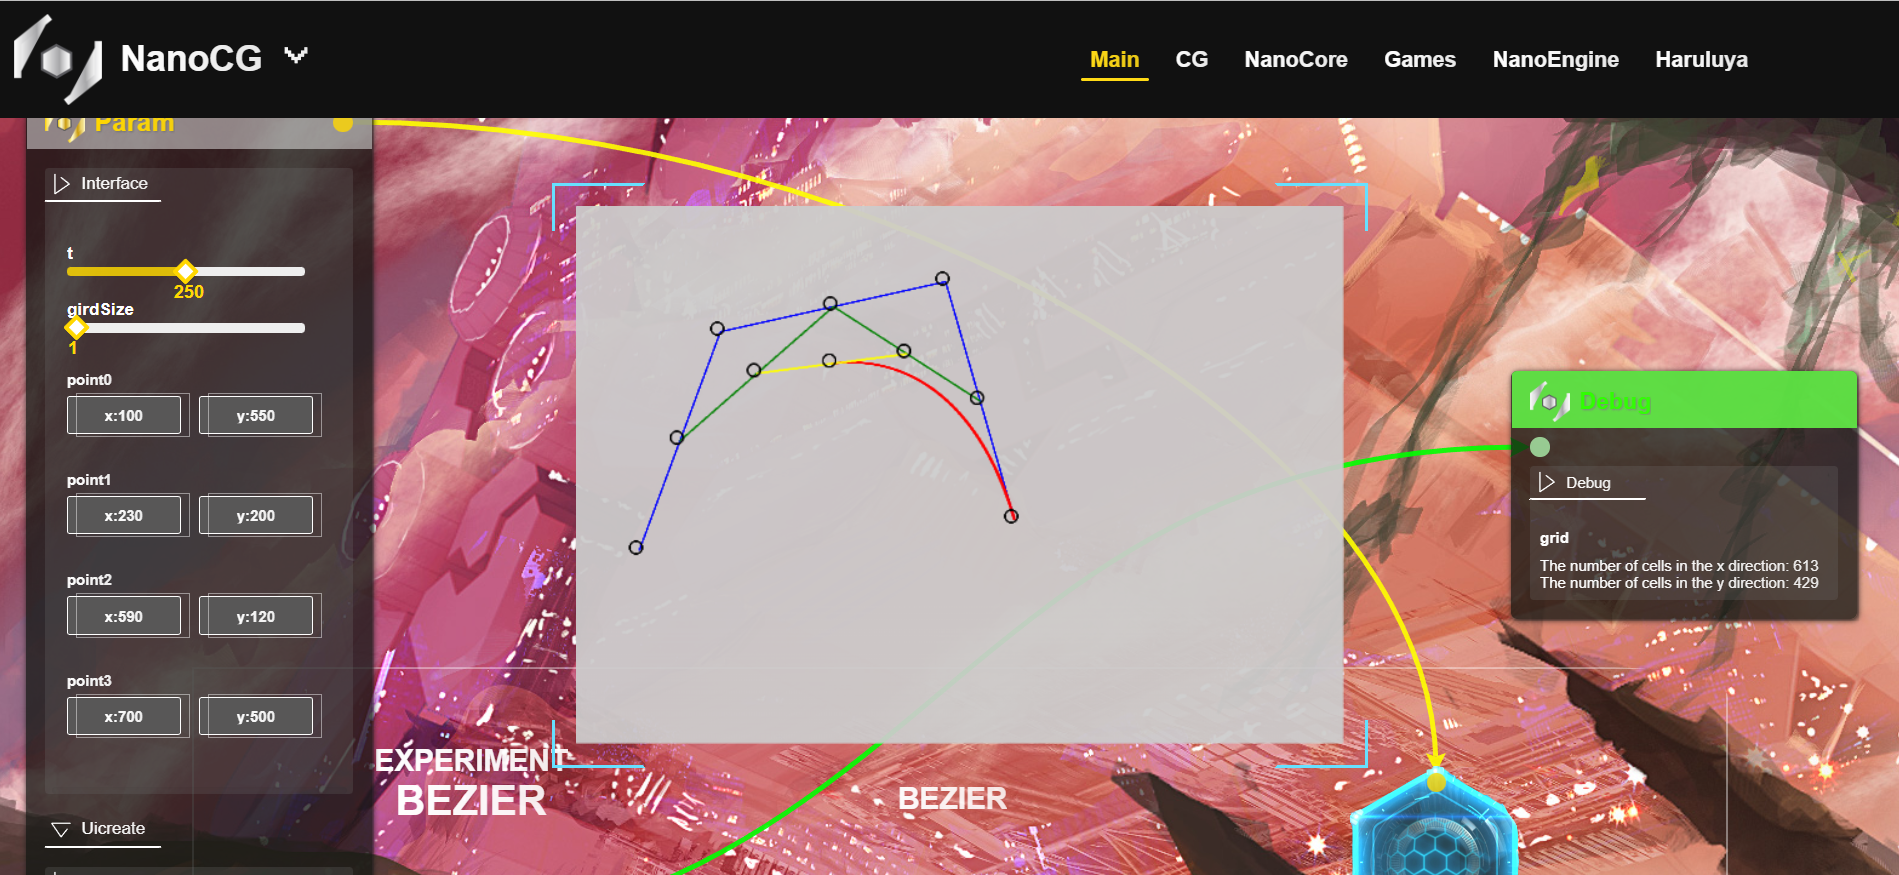 NanoCG
Main CG NanoCore Games NanoEngine Haruluya
Param
Interface
t
250
girdSize
1
point0
x:100 y:550
point1
x:230 y:200
point2
x:590 y:120
point3
x:700 y:500
Uicreate
EXPERIMENT
BEZIER
BEZIER
Debug
Debug
grid
The number of cells in the x direction: 613
The number of cells in the y direction: 429